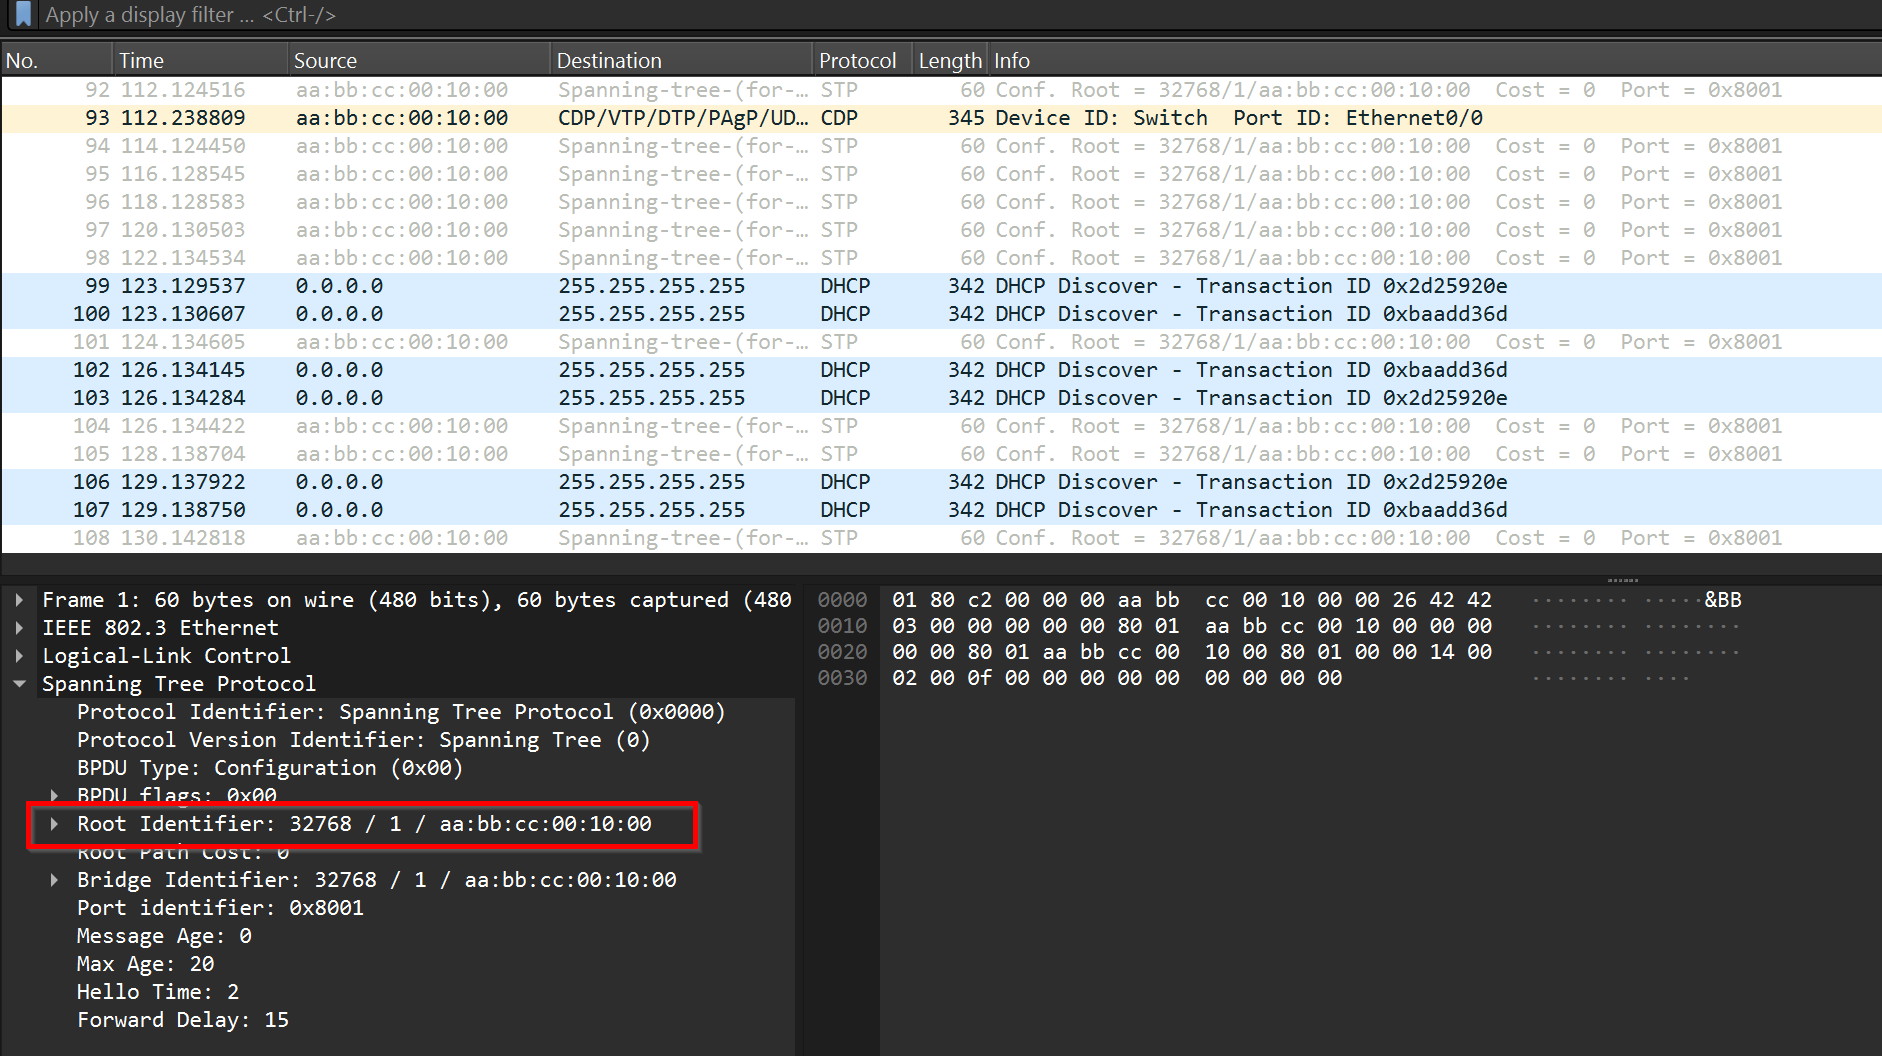 Apply a display filter ... <Ctrl-/>
No. Time Source Destination Protocol Length Info
92 112.124516 aa:bb:cc:00:10:00 Spanning-tree-(for-… STP 60 Conf. Root = 32768/1/aa:bb:cc:00:10:00 Cost = 0 Port = 0x8001
93 112.238809 aa:bb:cc:00:10:00 CDP/VTP/DTP/PAgP/UD… CDP 345 Device ID: Switch Port ID: Ethernet0/0
94 114.124450 aa:bb:cc:00:10:00 Spanning-tree-(for-… STP 60 Conf. Root = 32768/1/aa:bb:cc:00:10:00 Cost = 0 Port = 0x8001
95 116.128545 aa:bb:cc:00:10:00 Spanning-tree-(for-… STP 60 Conf. Root = 32768/1/aa:bb:cc:00:10:00 Cost = 0 Port = 0x8001
96 118.128583 aa:bb:cc:00:10:00 Spanning-tree-(for-… STP 60 Conf. Root = 32768/1/aa:bb:cc:00:10:00 Cost = 0 Port = 0x8001
97 120.130503 aa:bb:cc:00:10:00 Spanning-tree-(for-… STP 60 Conf. Root = 32768/1/aa:bb:cc:00:10:00 Cost = 0 Port = 0x8001
98 122.134534 aa:bb:cc:00:10:00 Spanning-tree-(for-… STP 60 Conf. Root = 32768/1/aa:bb:cc:00:10:00 Cost = 0 Port = 0x8001
99 123.129537 0.0.0.0 255.255.255.255 DHCP 342 DHCP Discover - Transaction ID 0x2d25920e
100 123.130607 0.0.0.0 255.255.255.255 DHCP 342 DHCP Discover - Transaction ID 0xbaadd36d
101 124.134605 aa:bb:cc:00:10:00 Spanning-tree-(for-… STP 60 Conf. Root = 32768/1/aa:bb:cc:00:10:00 Cost = 0 Port = 0x8001
102 126.134145 0.0.0.0 255.255.255.255 DHCP 342 DHCP Discover - Transaction ID 0xbaadd36d
103 126.134284 0.0.0.0 255.255.255.255 DHCP 342 DHCP Discover - Transaction ID 0x2d25920e
104 126.134422 aa:bb:cc:00:10:00 Spanning-tree-(for-… STP 60 Conf. Root = 32768/1/aa:bb:cc:00:10:00 Cost = 0 Port = 0x8001
105 128.138704 aa:bb:cc:00:10:00 Spanning-tree-(for-… STP 60 Conf. Root = 32768/1/aa:bb:cc:00:10:00 Cost = 0 Port = 0x8001
106 129.137922 0.0.0.0 255.255.255.255 DHCP 342 DHCP Discover - Transaction ID 0x2d25920e
107 129.138750 0.0.0.0 255.255.255.255 DHCP 342 DHCP Discover - Transaction ID 0xbaadd36d
108 130.142818 aa:bb:cc:00:10:00 Spanning-tree-(for-… STP 60 Conf. Root = 32768/1/aa:bb:cc:00:10:00 Cost = 0 Port = 0x8001
Frame 1: 60 bytes on wire (480 bits), 60 bytes captured (480
IEEE 802.3 Ethernet
Logical-Link Control
Spanning Tree Protocol
Protocol Identifier: Spanning Tree Protocol (0x0000)
Protocol Version Identifier: Spanning Tree (0)
BPDU Type: Configuration (0x00)
BPDU flags: 0x00
Root Identifier: 32768 / 1 / aa:bb:cc:00:10:00
Root Path Cost: 0
Bridge Identifier: 32768 / 1 / aa:bb:cc:00:10:00
Port identifier: 0x8001
Message Age: 0
Max Age: 20
Hello Time: 2
Forward Delay: 15
0000 01 80 c2 00 00 00 aa bb cc 00 10 00 00 26 42 42 ········ ·····&BB
0010 03 00 00 00 00 00 80 01 aa bb cc 00 10 00 00 00 ········ ········
0020 00 00 80 01 aa bb cc 00 10 00 80 01 00 00 14 00 ········ ········
0030 02 00 0f 00 00 00 00 00 00 00 00 00 ········ ····